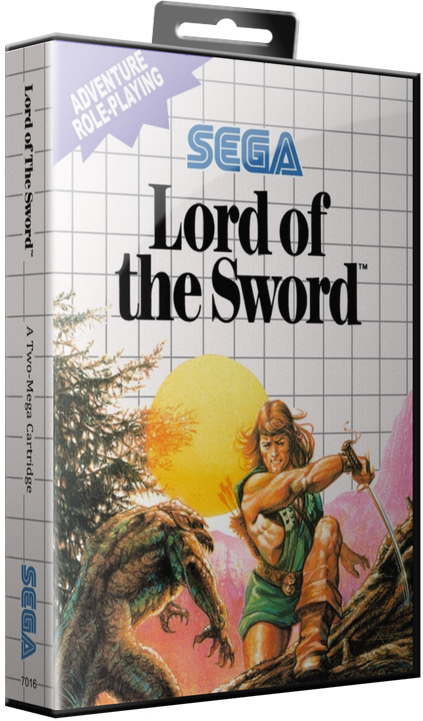 ADVENTURE
ROLE-PLAYING
SEGA
Lord of
the Sword™
Lord of The Sword™
A Two-Mega Cartridge
SEGA
7016